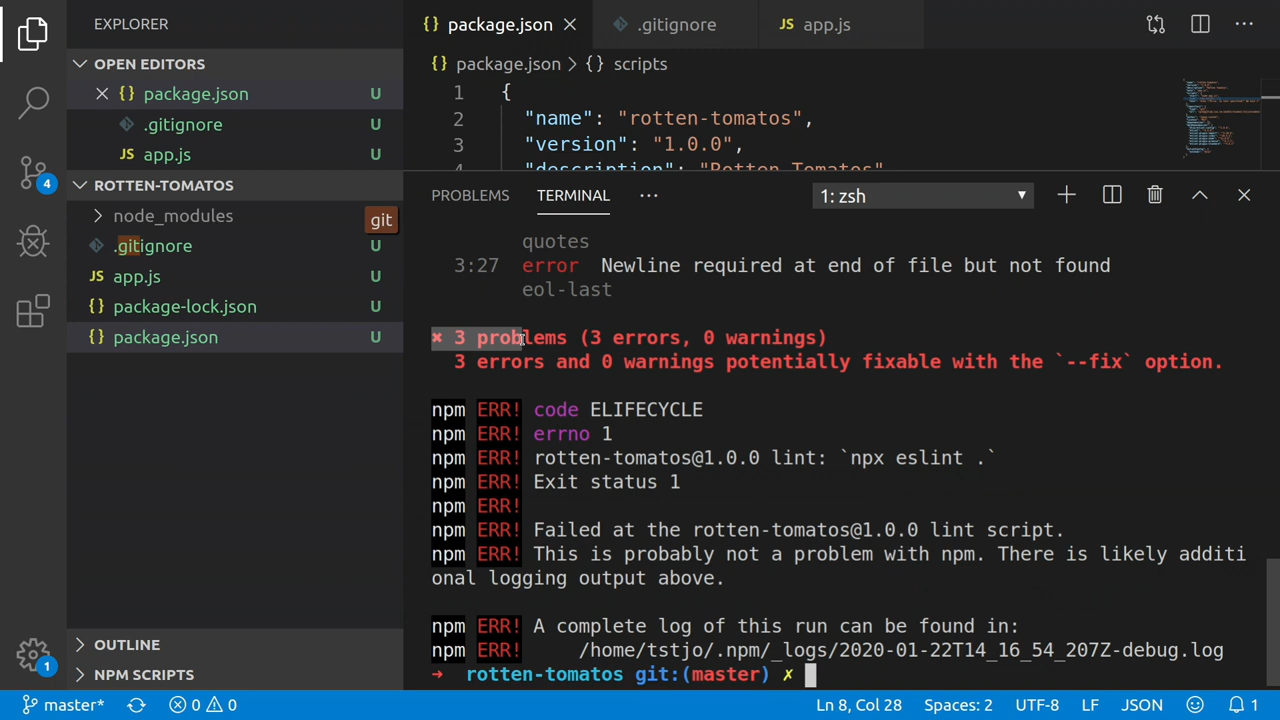 EXPLORER
OPEN EDITORS
{} package.json U
.gitignore U
JS app.js U
ROTTEN-TOMATOS
node_modules
git
.gitignore U
JS app.js U
{} package-lock.json U
{} package.json U
OUTLINE
NPM SCRIPTS
4
1
{} package.json
.gitignore
JS app.js
{} package.json > {} scripts
1 {
2 "name": "rotten-tomatos",
3 "version": "1.0.0",
4 "description": "Rotten Tomatos"
PROBLEMS TERMINAL ···
1: zsh
quotes
3:27 error Newline required at end of file but not found
eol-last
✖ 3 problems (3 errors, 0 warnings)
3 errors and 0 warnings potentially fixable with the `--fix` option.
npm ERR! code ELIFECYCLE
npm ERR! errno 1
npm ERR! rotten-tomatos@1.0.0 lint: `npx eslint .`
npm ERR! Exit status 1
npm ERR!
npm ERR! Failed at the rotten-tomatos@1.0.0 lint script.
npm ERR! This is probably not a problem with npm. There is likely additi
onal logging output above.
npm ERR! A complete log of this run can be found in:
npm ERR! /home/tstjo/.npm/_logs/2020-01-22T14_16_54_207Z-debug.log
➜ rotten-tomatos git:(master) ✗
master* 0 0 Ln 8, Col 28 Spaces: 2 UTF-8 LF JSON 1